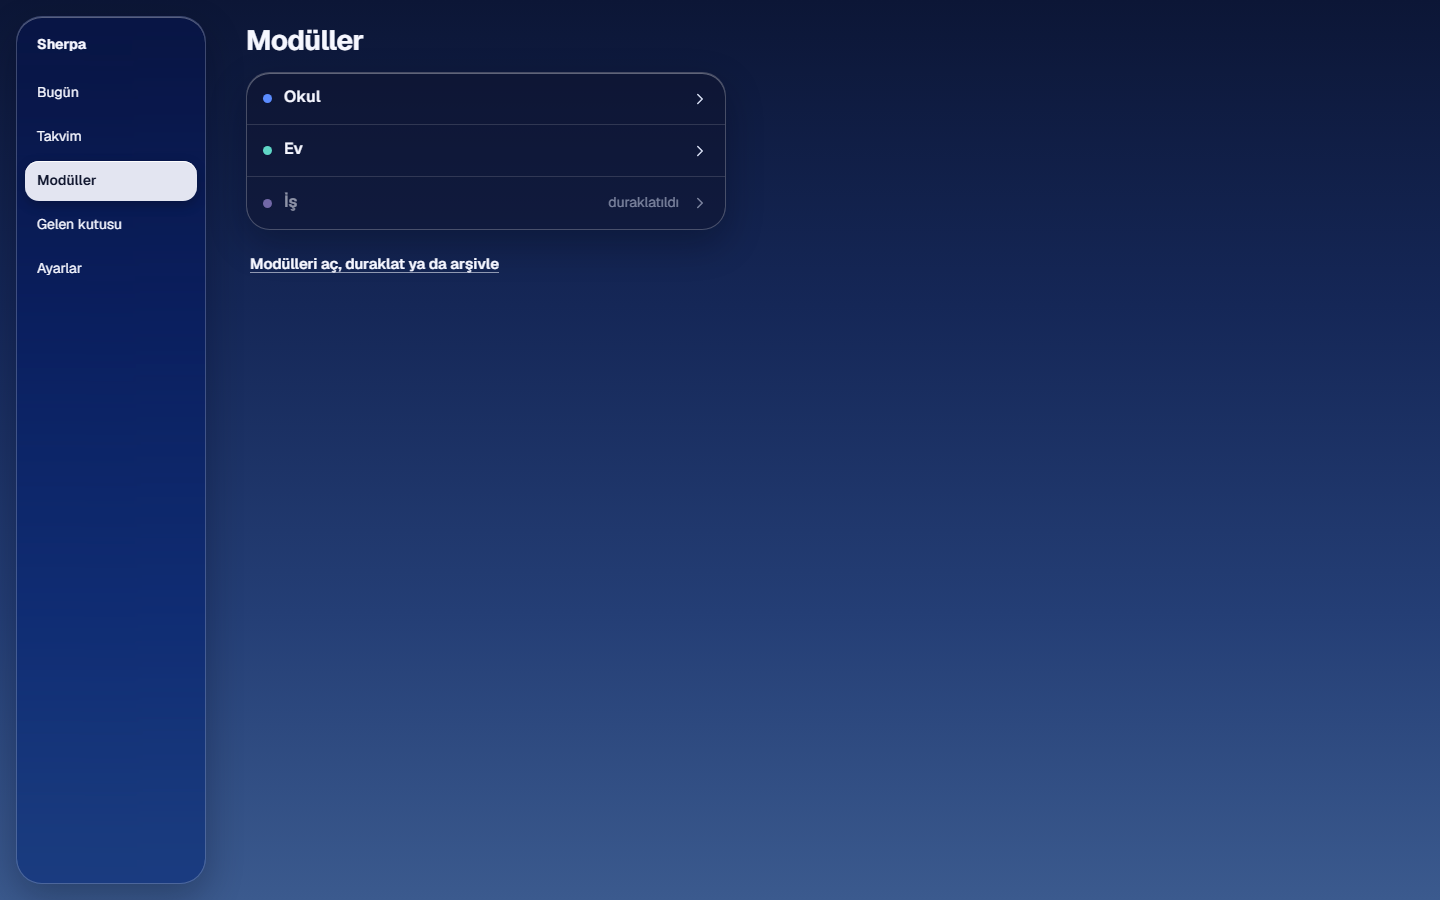 Sherpa
Bugün
Takvim
Modüller
Gelen kutusu
Ayarlar
Modüller
Okul
Ev
İş duraklatıldı
Modülleri aç, duraklat ya da arşivle